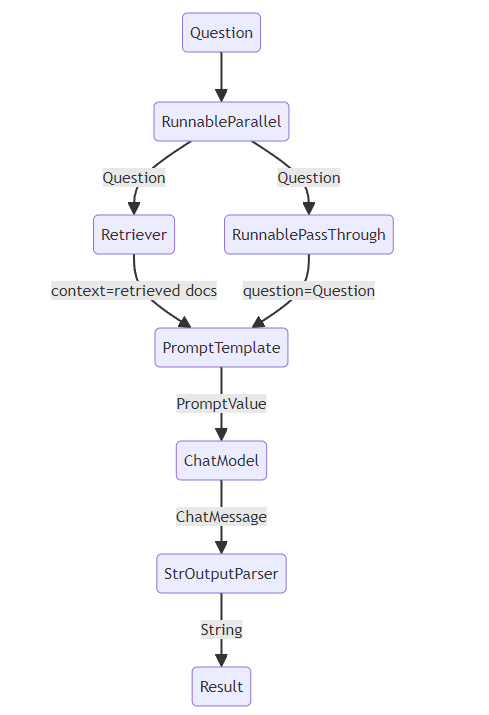 Question
RunnableParallel
Question
Question
Retriever
RunnablePassThrough
context=retrieved docs
question=Question
PromptTemplate
PromptValue
ChatModel
ChatMessage
StrOutputParser
String
Result